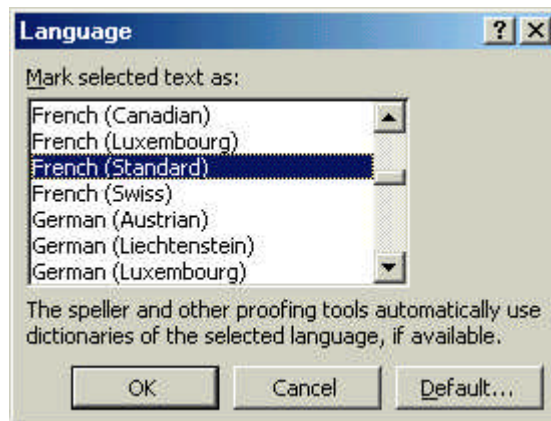 Language
Mark selected text as:
French (Canadian)
French (Luxembourg)
French (Standard)
French (Swiss)
German (Austrian)
German (Liechtenstein)
German (Luxembourg)
The speller and other proofing tools automatically use
dictionaries of the selected language, if available.
OK Cancel Default...